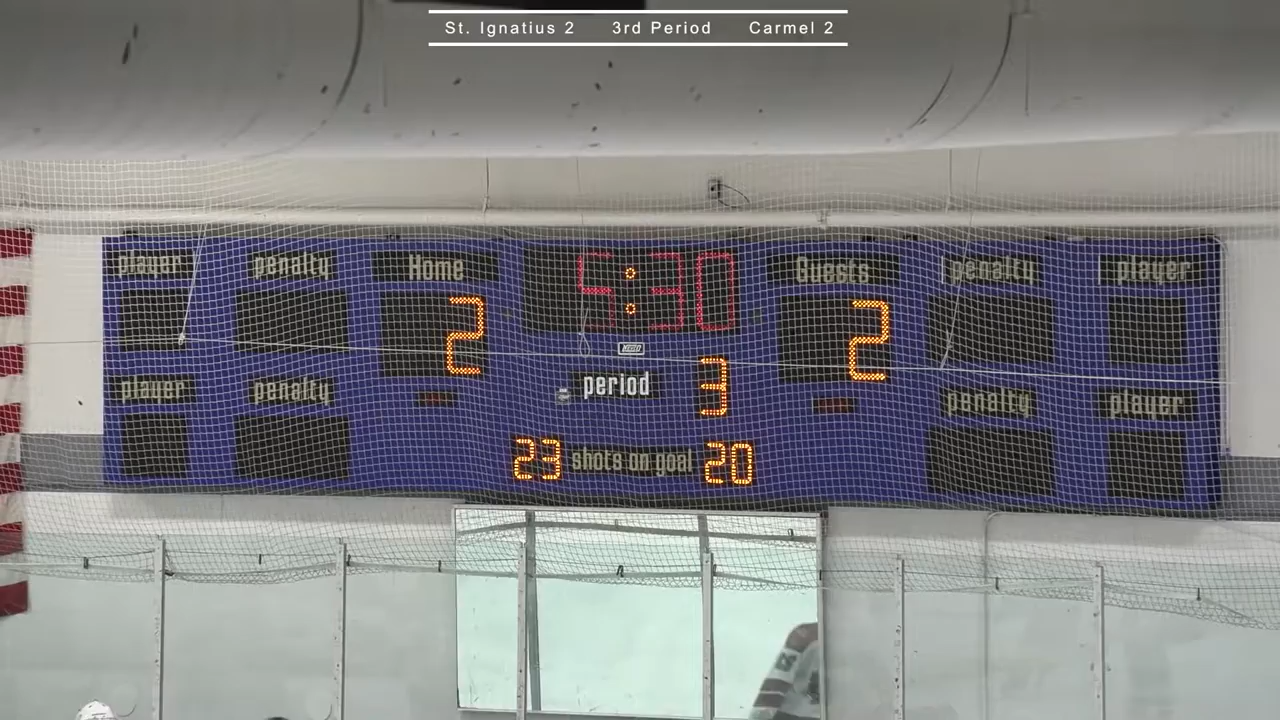 St. Ignatius 2 3rd Period Carmel 2
player penalty Home 5:30 Guests penalty player
2 2
period 3
player penalty penalty player
23 shots on goal 20